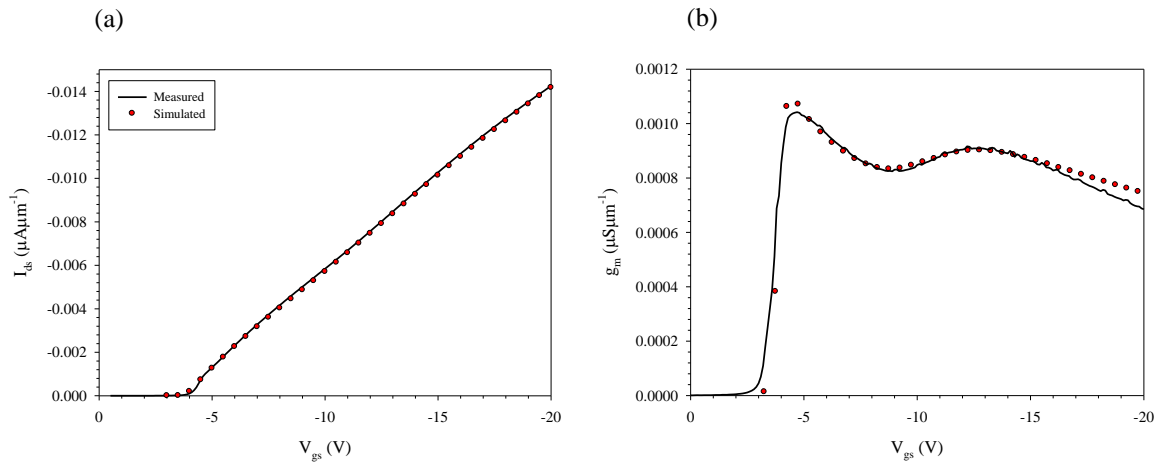 (a)
I_ds (µAµm⁻¹)
-0.014
-0.012
-0.010
-0.008
-0.006
-0.004
-0.002
0.000
Measured
Simulated
0 -5 -10 -15 -20
V_gs (V)
(b)
g_m (µSµm⁻¹)
0.0012
0.0010
0.0008
0.0006
0.0004
0.0002
0.0000
0 -5 -10 -15 -20
V_gs (V)